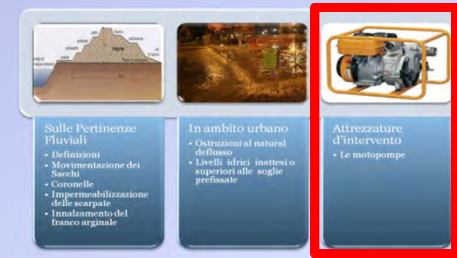 Sulle Pertinenze
Fluviali
• Definizioni
• Movimentazione dei
Sacchi
• Coronelle
• Impermeabilizzazione
delle scarpate
• Innalzamento del
franco arginale
In ambito urbano
• Ostruzioni al natural
deflusso
• Livelli idrici inattesi o
superiori alle soglie
prefissate
Attrezzature
d'intervento
• Le motopompe